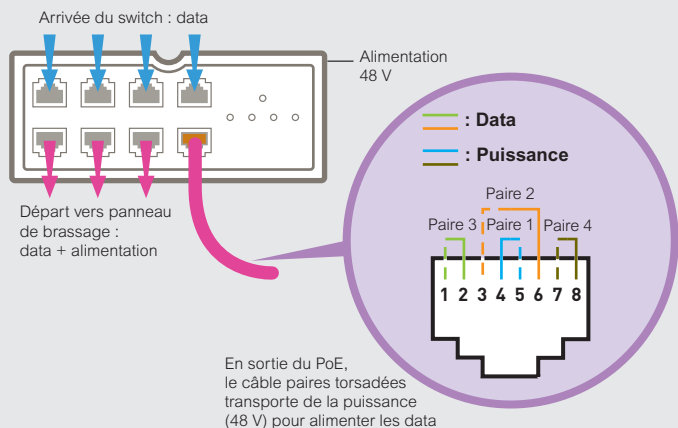 Arrivée du switch : data
Alimentation
48 V
Départ vers panneau
de brassage :
data + alimentation
: Data
: Puissance
Paire 2
Paire 3 Paire 1 Paire 4
1 2 3 4 5 6 7 8
En sortie du PoE,
le câble paires torsadées
transporte de la puissance
(48 V) pour alimenter les data